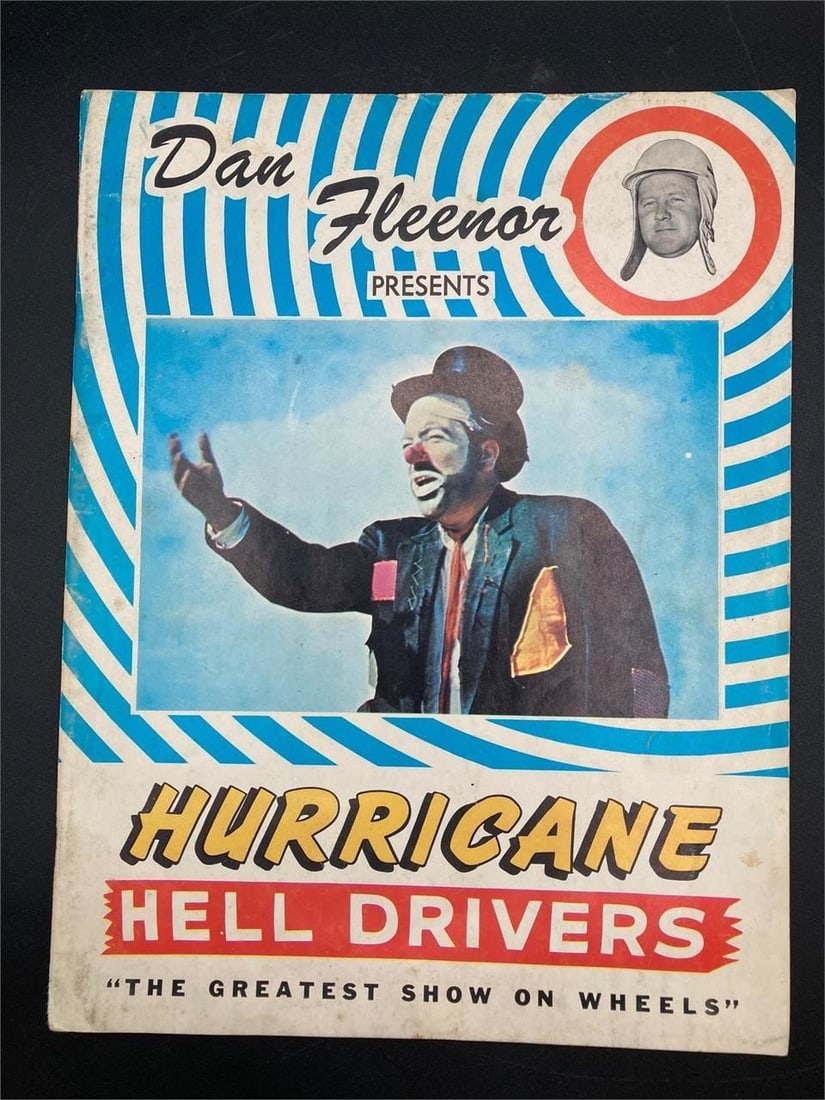 Dan
Fleenor
PRESENTS
HURRICANE
HELL DRIVERS
"THE GREATEST SHOW ON WHEELS"